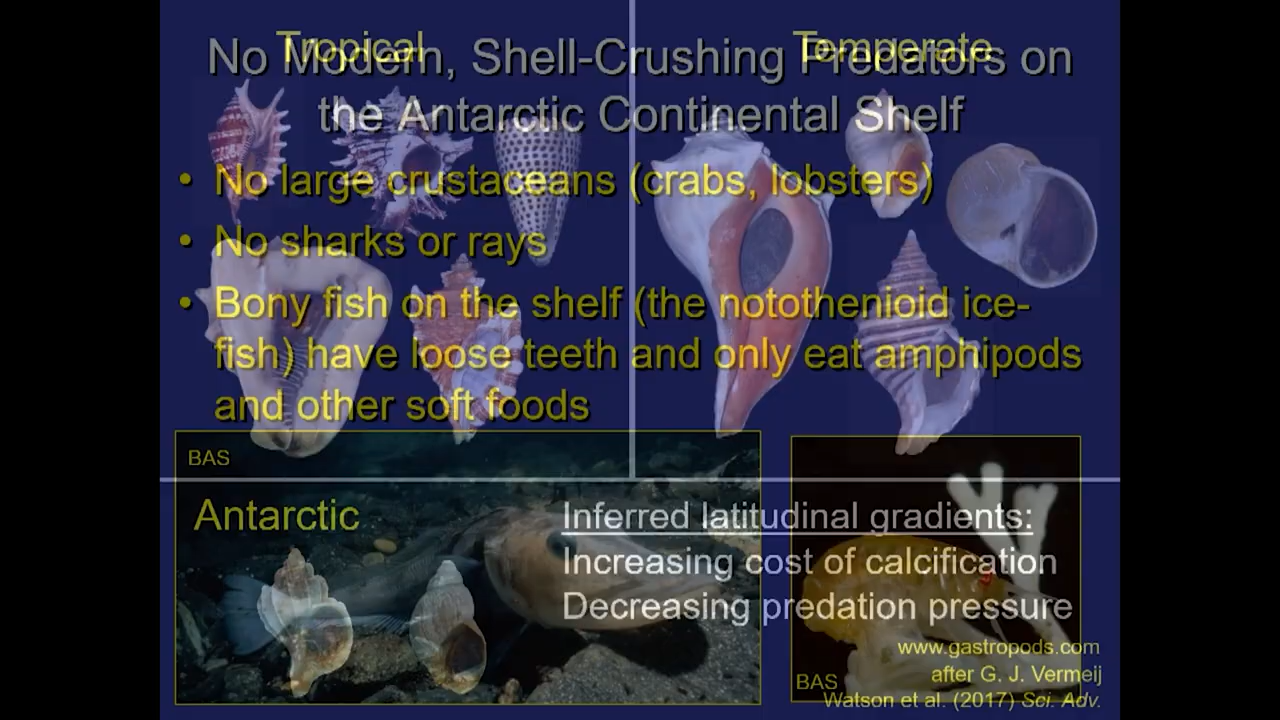 Tropical
Temperate
No Modern, Shell-Crushing Predators on
the Antarctic Continental Shelf
• No large crustaceans (crabs, lobsters)
• No sharks or rays
• Bony fish on the shelf (the notothenioid ice-
fish) have loose teeth and only eat amphipods
and other soft foods
BAS
Antarctic
Inferred latitudinal gradients:
Increasing cost of calcification
Decreasing predation pressure
www.gastropods.com
after G. J. Vermeij
BAS
Watson et al. (2017) Sci. Adv.